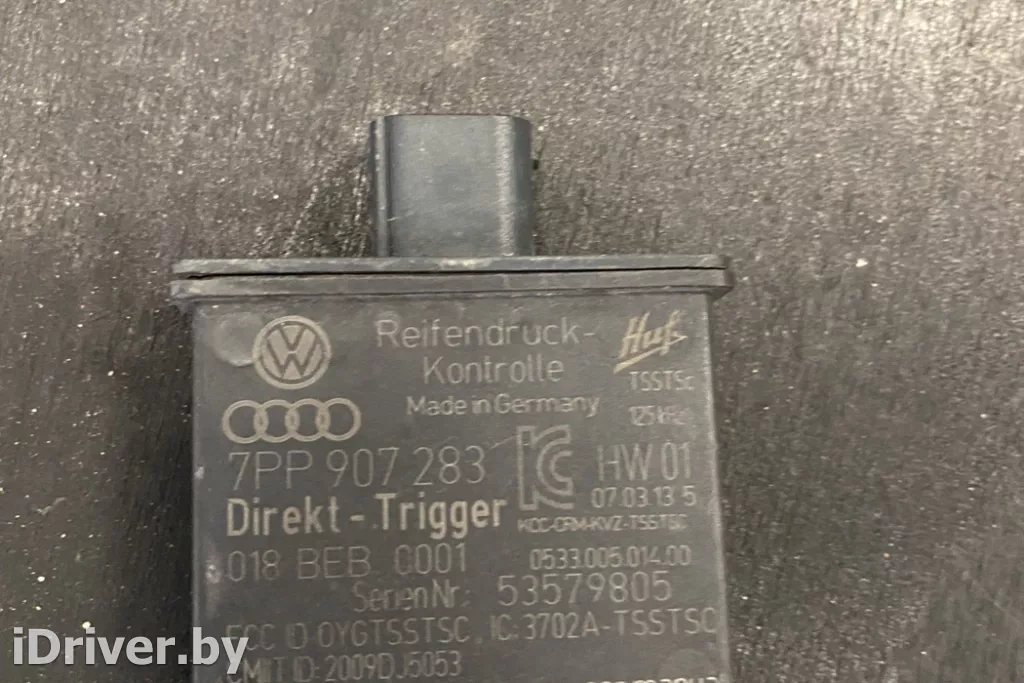 Reifendruck-
Kontrolle
Made in Germany
Huf
TSSTSc
125 kHz
7PP 907 283
HW 01
07.03.13 5
Direkt - Trigger
KCC-CRM-KVZ-TSSTSC
018 BEB 0001
0533.005.014.00
Serien Nr.: 53579805
FCC ID: OYGTSSTSC, IC: 3702A-TSSTSC
CMIIT ID: 2009DJ5053
iDriver.by